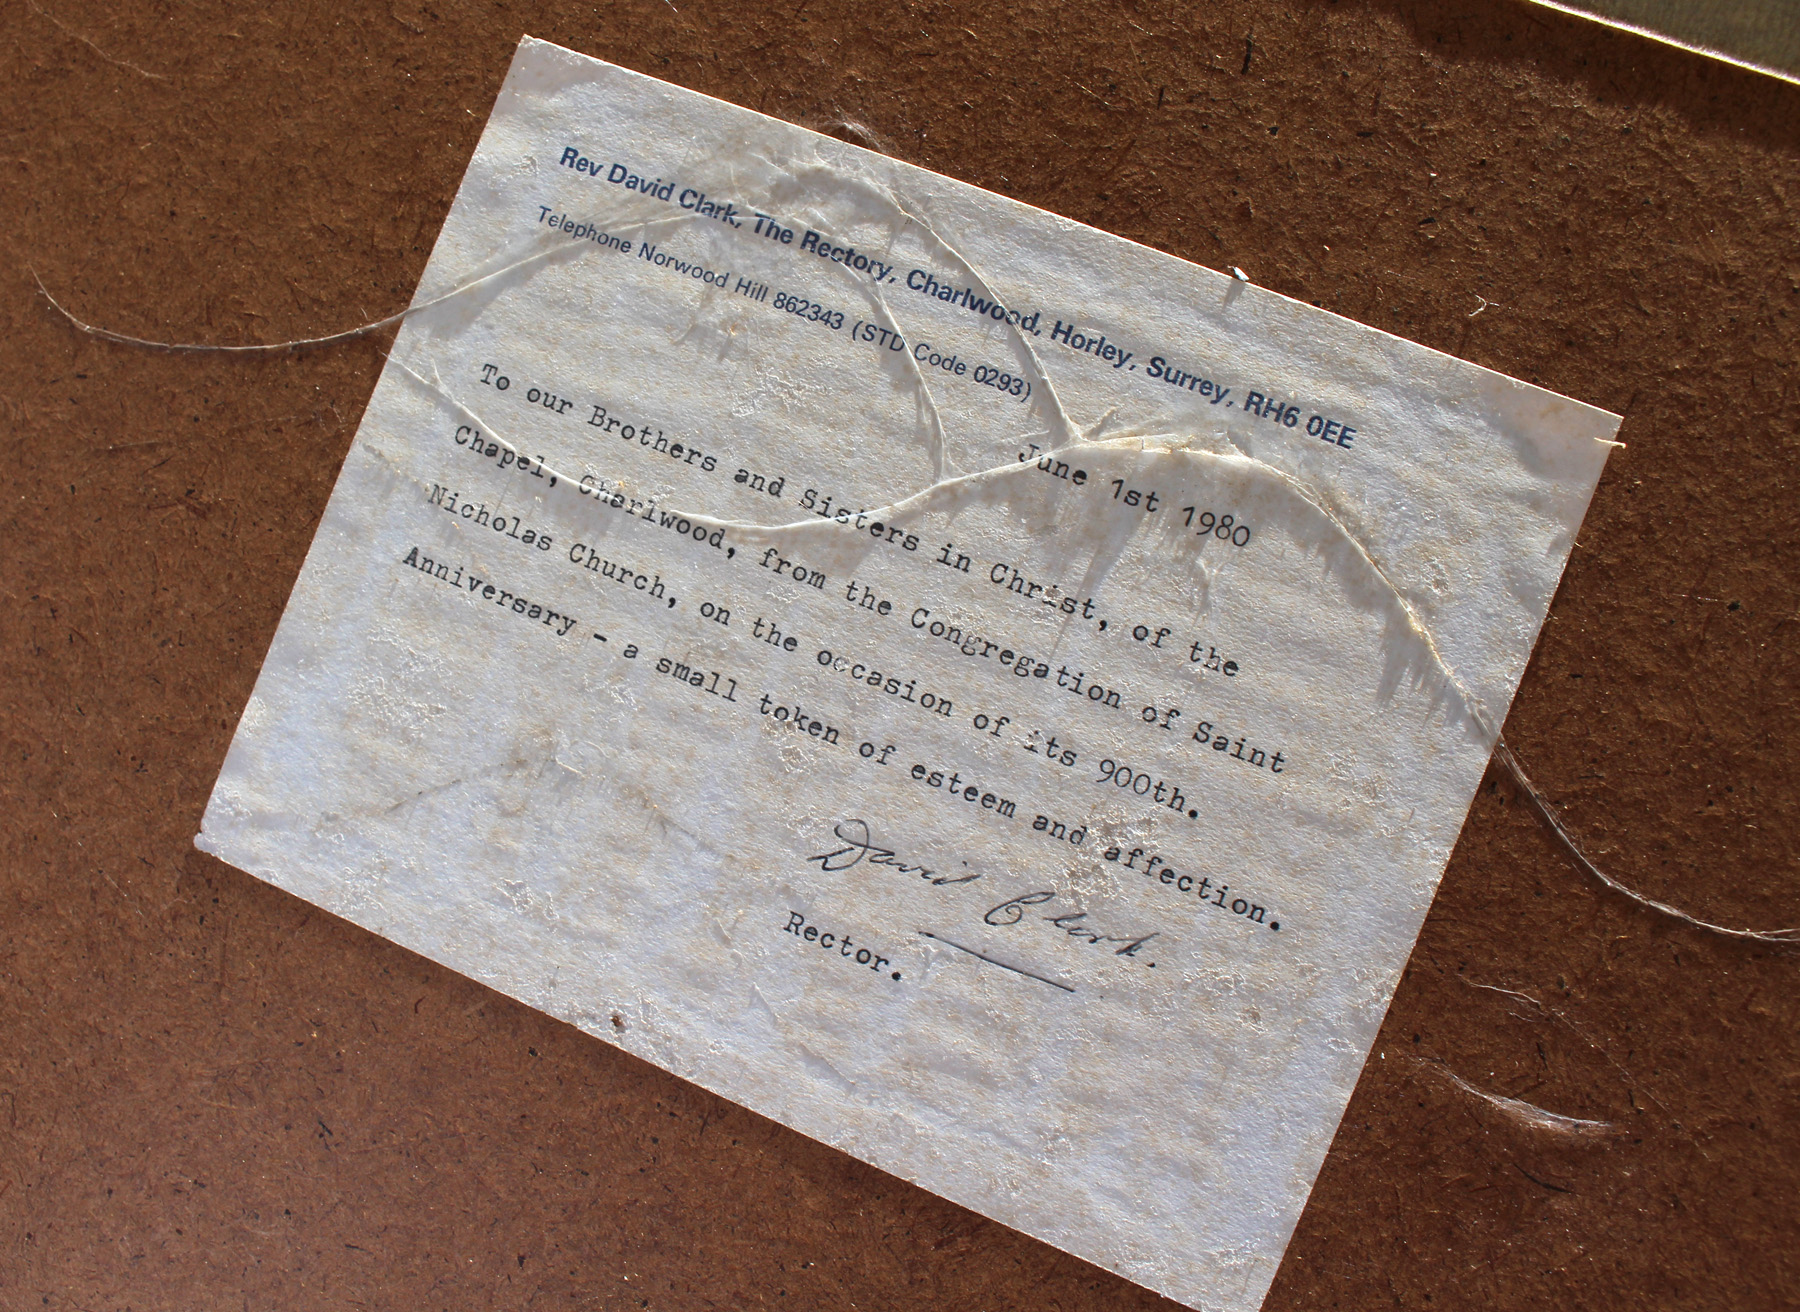 Rev David Clark, The Rectory, Charlwood, Horley, Surrey, RH6 0EE
Telephone Norwood Hill 862343 (STD Code 0293)
June 1st 1980
To our Brothers and Sisters in Christ, of the
Chapel, Charlwood, from the Congregation of Saint
Nicholas Church, on the occasion of its 900th.
Anniversary - a small token of esteem and affection.
David Clark.
Rector.